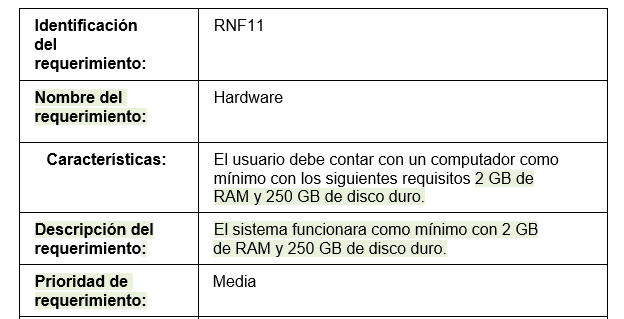 Identificación
del
requerimiento:
RNF11
Nombre del
requerimiento:
Hardware
Características:
El usuario debe contar con un computador como
mínimo con los siguientes requisitos 2 GB de
RAM y 250 GB de disco duro.
Descripción del
requerimiento:
El sistema funcionara como mínimo con 2 GB
de RAM y 250 GB de disco duro.
Prioridad de
requerimiento:
Media